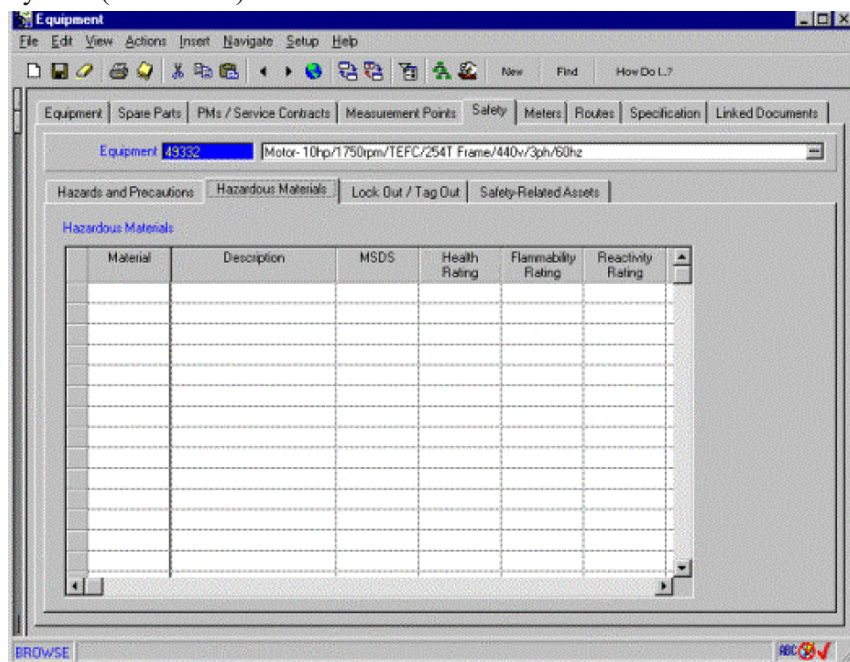 Equipment
File Edit View Actions Insert Navigate Setup Help
New Find How Do I..?
Equipment Spare Parts PMs / Service Contracts Measurement Points Safety Meters Routes Specification Linked Documents
Equipment 49332 Motor- 10hp/1750rpm/TEFC/254T Frame/440v/3ph/60hz
Hazards and Precautions Hazardous Materials Lock Out / Tag Out Safety-Related Assets
Hazardous Materials
Material Description MSDS Health Flammability Reactivity
Rating Rating Rating
BROWSE ABC